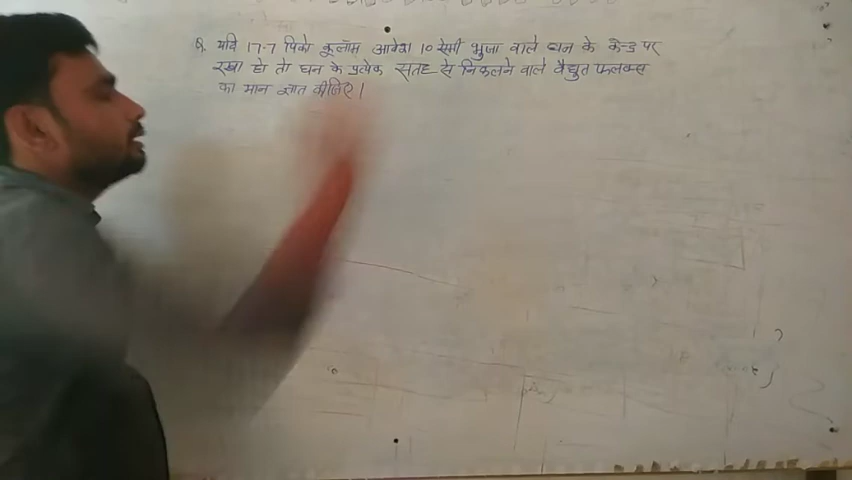 Q. यदि 17.7 पिको कूलॉम आवेश 10 सेमी भुजा वाले घन के केन्द्र पर
रखा हो तो घन के प्रत्येक सतह से निकलने वाले वैद्युत फ्लक्स
का मान ज्ञात कीजिए।